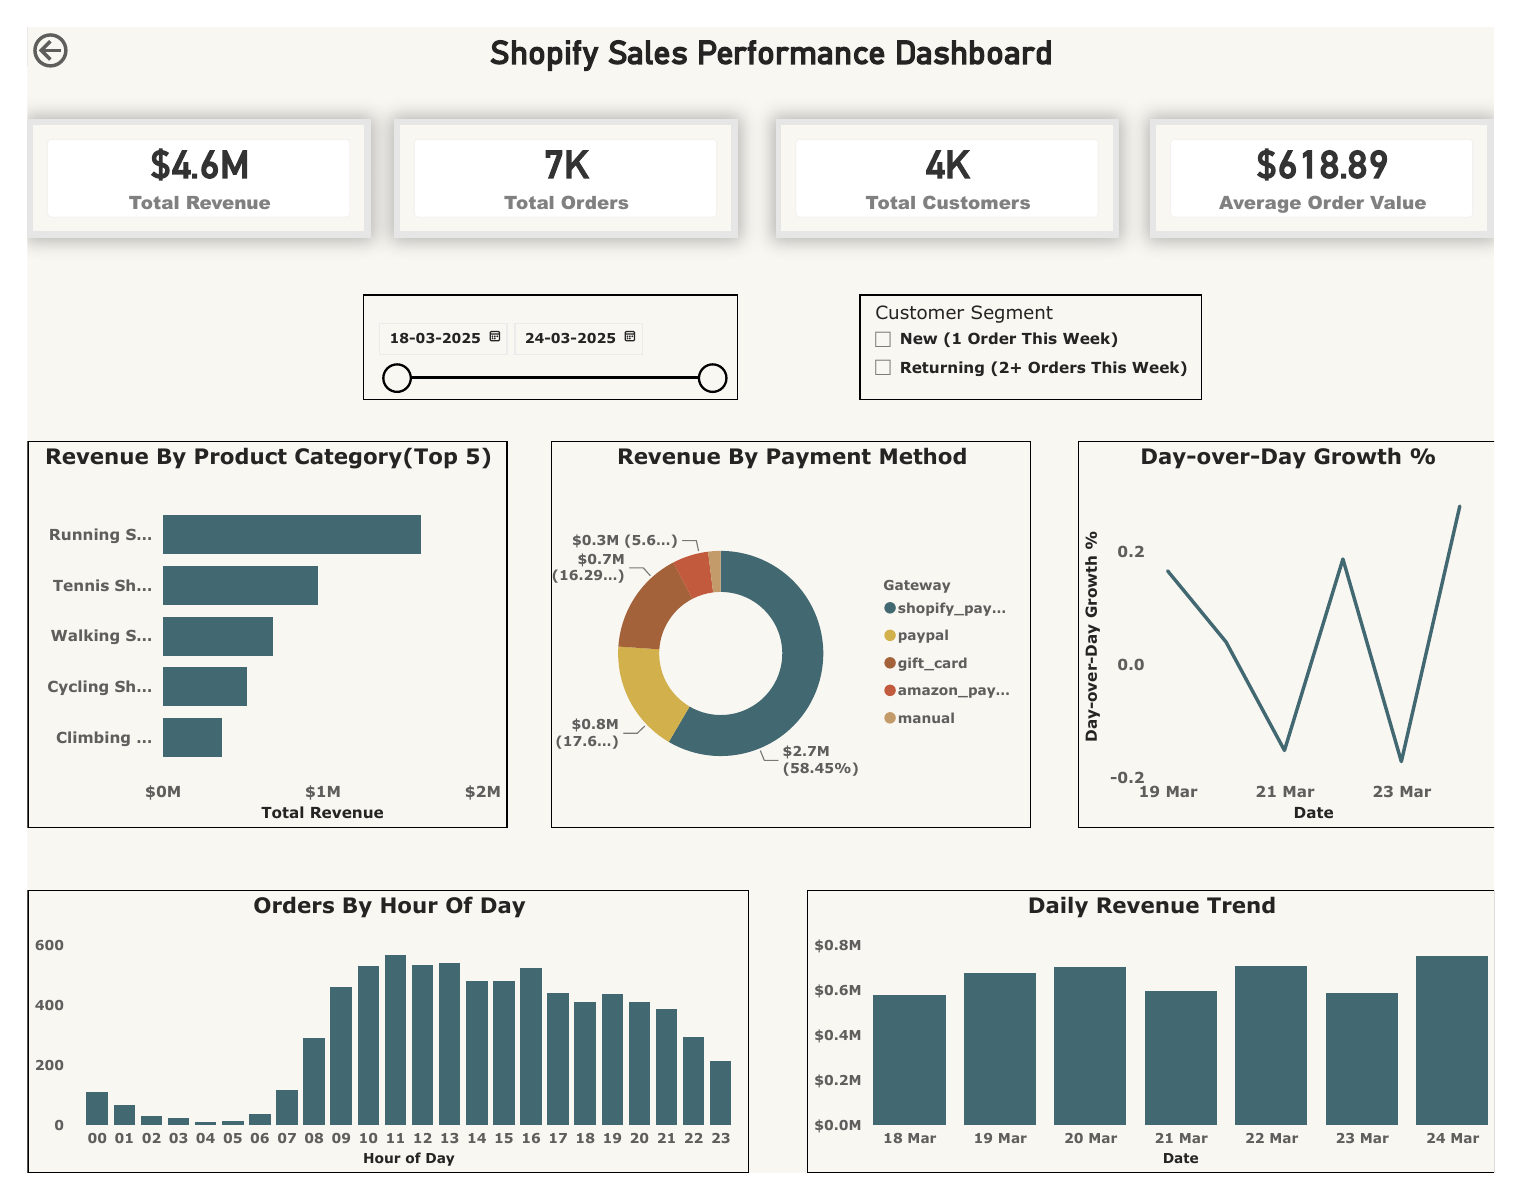 Shopify Sales Performance Dashboard
$4.6M
Total Revenue
7K
Total Orders
4K
Total Customers
$618.89
Average Order Value
18-03-2025
24-03-2025
Customer Segment
New (1 Order This Week)
Returning (2+ Orders This Week)
Revenue By Product Category(Top 5)
Running S...
Tennis Sh...
Walking S...
Cycling Sh...
Climbing ...
$0M $1M $2M
Total Revenue
Revenue By Payment Method
$0.3M (5.6...)
$0.7M
(16.29...)
$0.8M
(17.6...)
$2.7M
(58.45%)
Gateway
shopify_pay...
paypal
gift_card
amazon_pay...
manual
Day-over-Day Growth %
Day-over-Day Growth %
0.2
0.0
-0.2
19 Mar 21 Mar 23 Mar
Date
Orders By Hour Of Day
600
400
200
0
00 01 02 03 04 05 06 07 08 09 10 11 12 13 14 15 16 17 18 19 20 21 22 23
Hour of Day
Daily Revenue Trend
$0.8M
$0.6M
$0.4M
$0.2M
$0.0M
18 Mar 19 Mar 20 Mar 21 Mar 22 Mar 23 Mar 24 Mar
Date